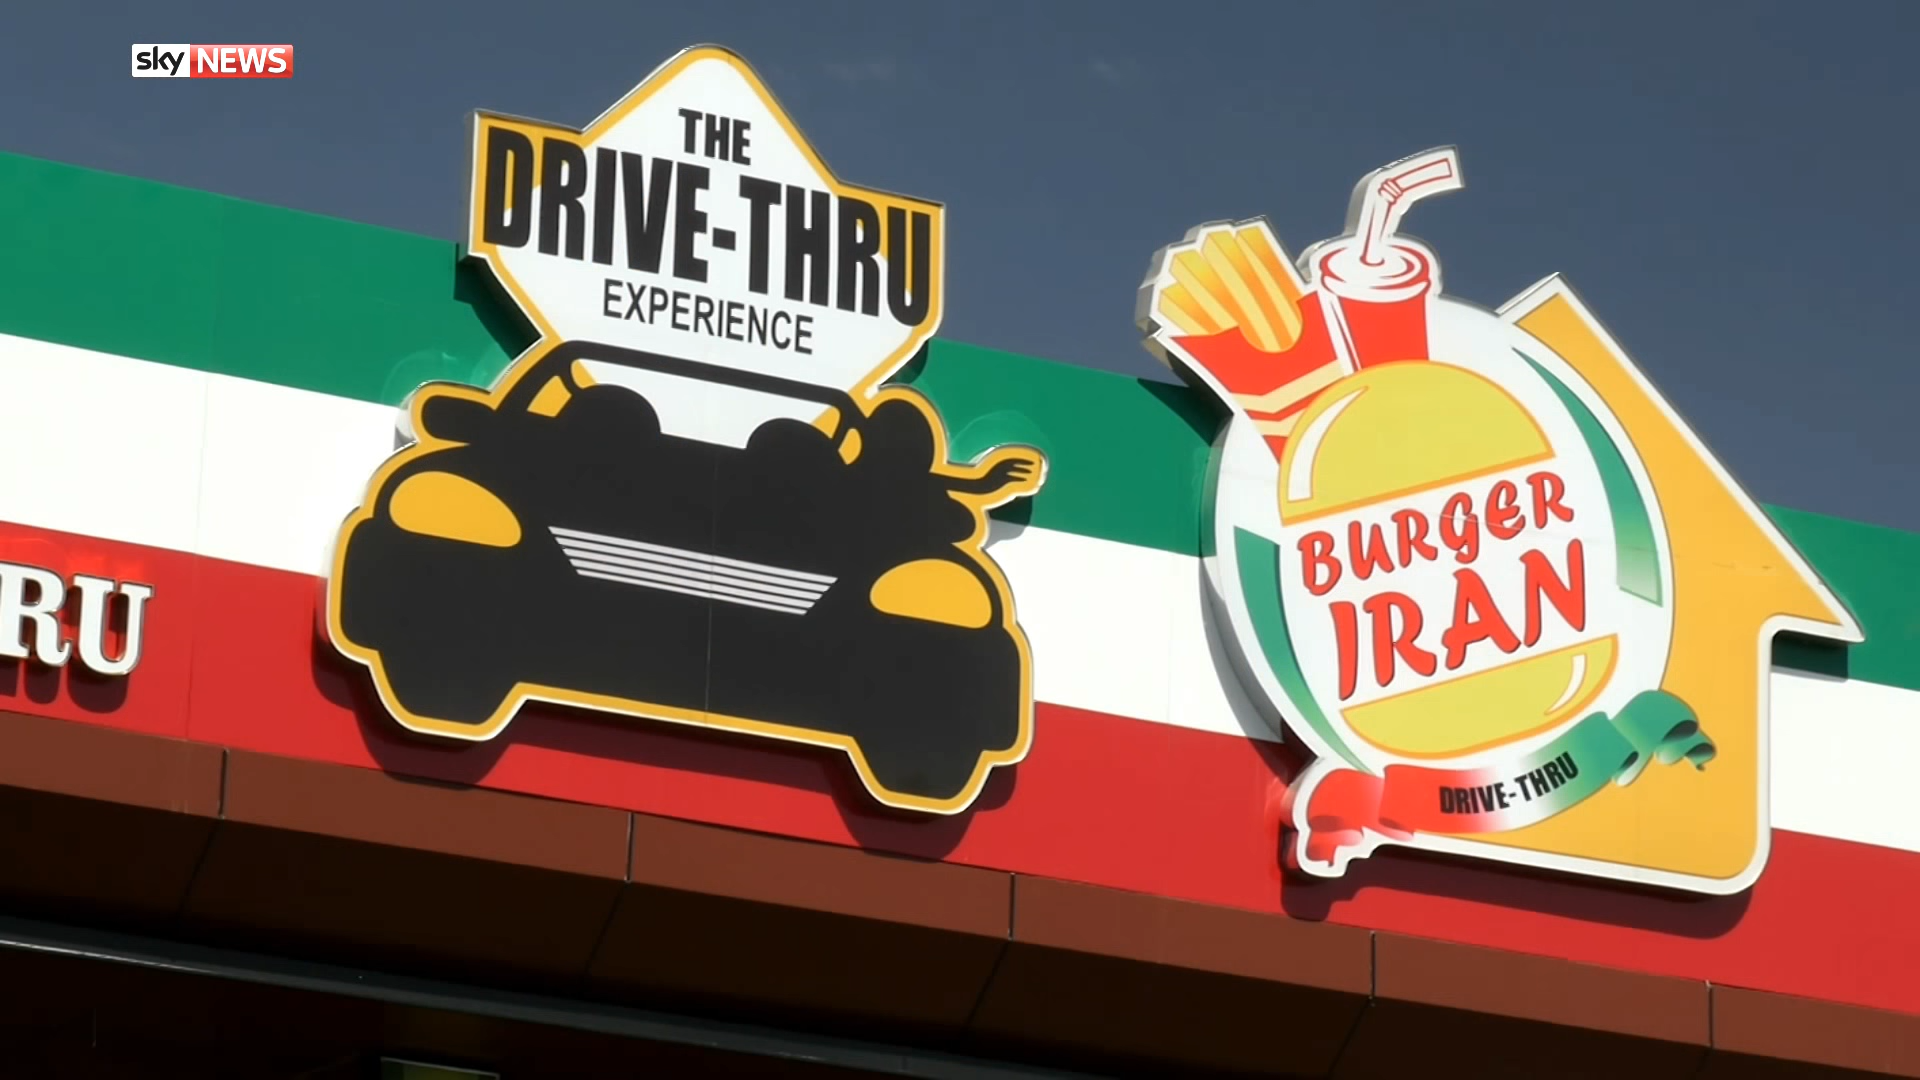 sky NEWS
THE
DRIVE-THRU
EXPERIENCE
BURGER
IRAN
DRIVE-THRU
RU